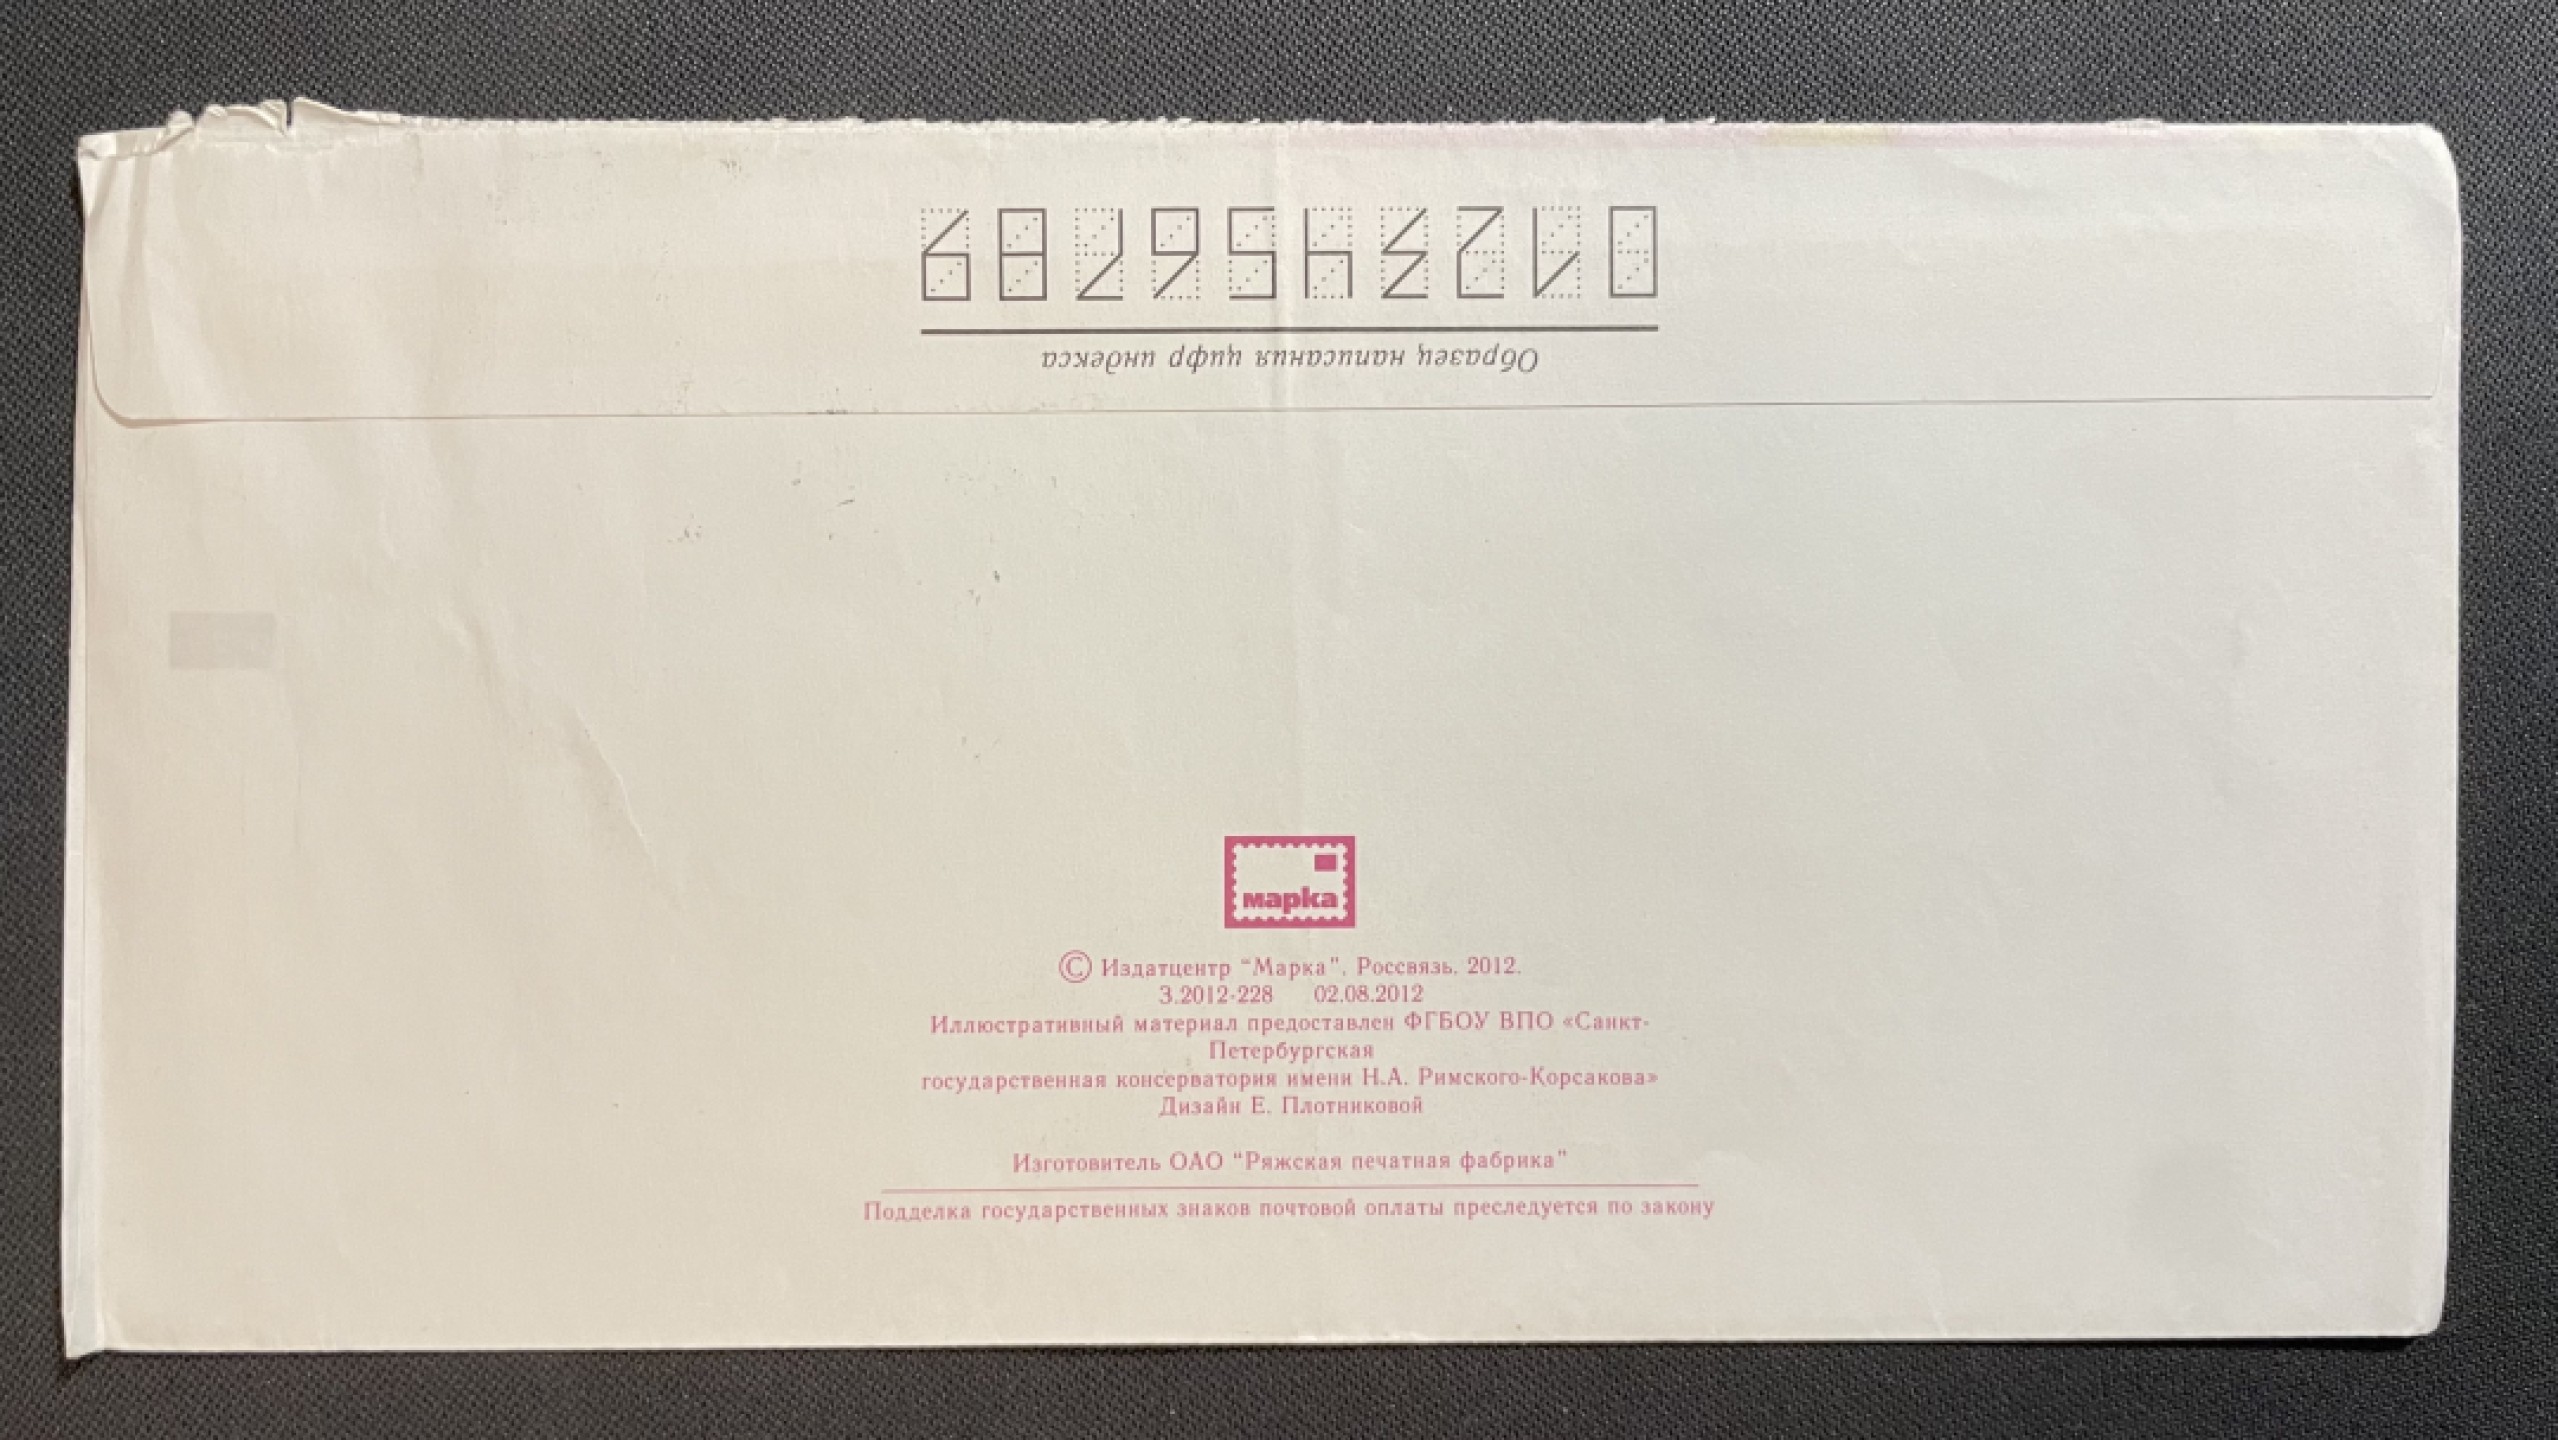 0123456789
Образец написания цифр индекса
марка
© Издатцентр "Марка", Россвязь, 2012.
З.2012-228 02.08.2012
Иллюстративный материал предоставлен ФГБОУ ВПО «Санкт-
Петербургская
государственная консерватория имени Н.А. Римского-Корсакова»
Дизайн Е. Плотниковой
Изготовитель ОАО "Ряжская печатная фабрика"
Подделка государственных знаков почтовой оплаты преследуется по закону